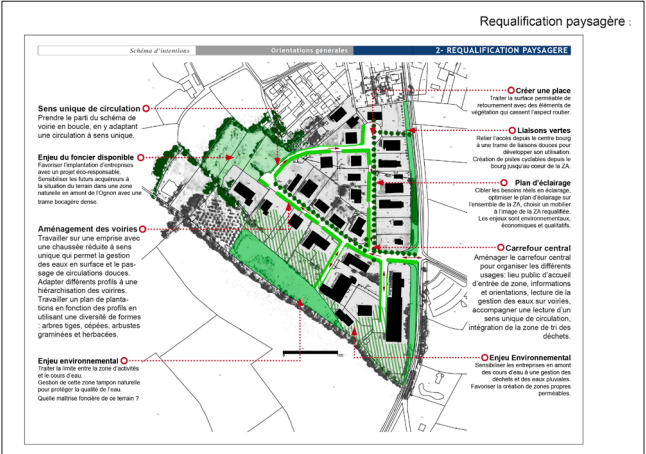 Requalification paysagère :
Schéma d'intentions
Orientations générales
2- REQUALIFICATION PAYSAGERE
Sens unique de circulation
Prendre le parti du schéma de
voirie en boucle, en y adaptant
une circulation à sens unique.
Enjeu du foncier disponible
Favoriser l'implantation d'entreprises
avec un projet éco-responsable.
Sensibiliser les futurs acquéreurs à
la situation du terrain dans une zone
naturelle en amont de l'Ognon avec une
trame bocagère dense.
Aménagement des voiries
Travailler sur une emprise avec
une chaussée réduite à sens
unique qui permet la gestion
des eaux en surface et le pas-
sage de circulations douces.
Adapter différents profils à une
hiérarchisation des voirires.
Travailler un plan de planta-
tions en fonction des profils en
utilisant une diversité de formes
: arbres tiges, cépées, arbustes
graminées et herbacées.
Enjeu environnemental
Traiter la limite entre la zone d'activités
et le cours d'eau.
Gestion de cette zone tampon naturelle
pour protéger la qualité de l'eau.
Quelle maîtrise foncière de ce terrain ?
Créer une place
Traiter la surface perméable de
retournement avec des éléments de
végétation qui cassent l'aspect routier.
Liaisons vertes
Relier l'accès depuis le centre bourg
à une trame de liaisons douces pour
développer son utilisation.
Création de pistes cyclables depuis le
bourg jusqu'au coeur de la ZA.
Plan d'éclairage
Cibler les besoins réels en éclairage,
optimiser le plan d'éclairage sur
l'ensemble de la ZA, choisir un mobilier
à l'image de la ZA requalifiée.
Les enjeux sont environnementaux,
économiques et qualitatifs.
Carrefour central
Aménager le carrefour central
pour organiser les différents
usages: lieu public d'accueil
d'entrée de zone, informations
et orientations, lecture de la
gestion des eaux sur voiries,
accompagner une lecture d'un
sens unique de circulation,
intégration de la zone de tri des
déchets.
Enjeu Environnemental
Sensibiliser les entreprises en amont
des cours d'eau à une gestion des
déchets et des eaux pluviales.
Favoriser la création de zones propres
perméables.